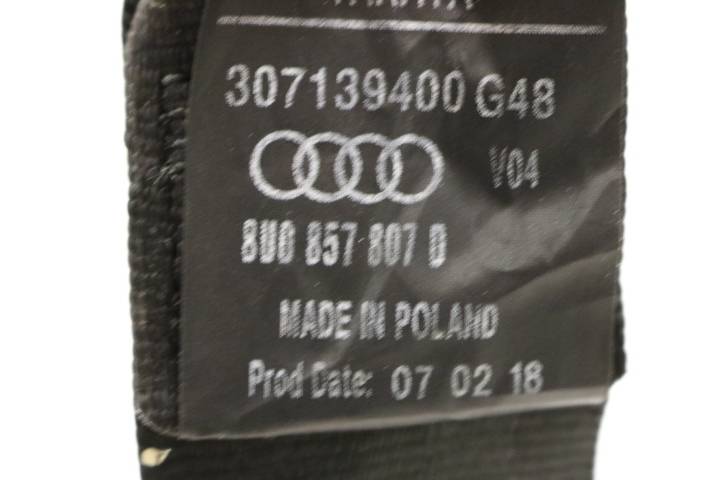 307139400 G48
V04
8U0 857 807 D
MADE IN POLAND
Prod Date: 07 02 18